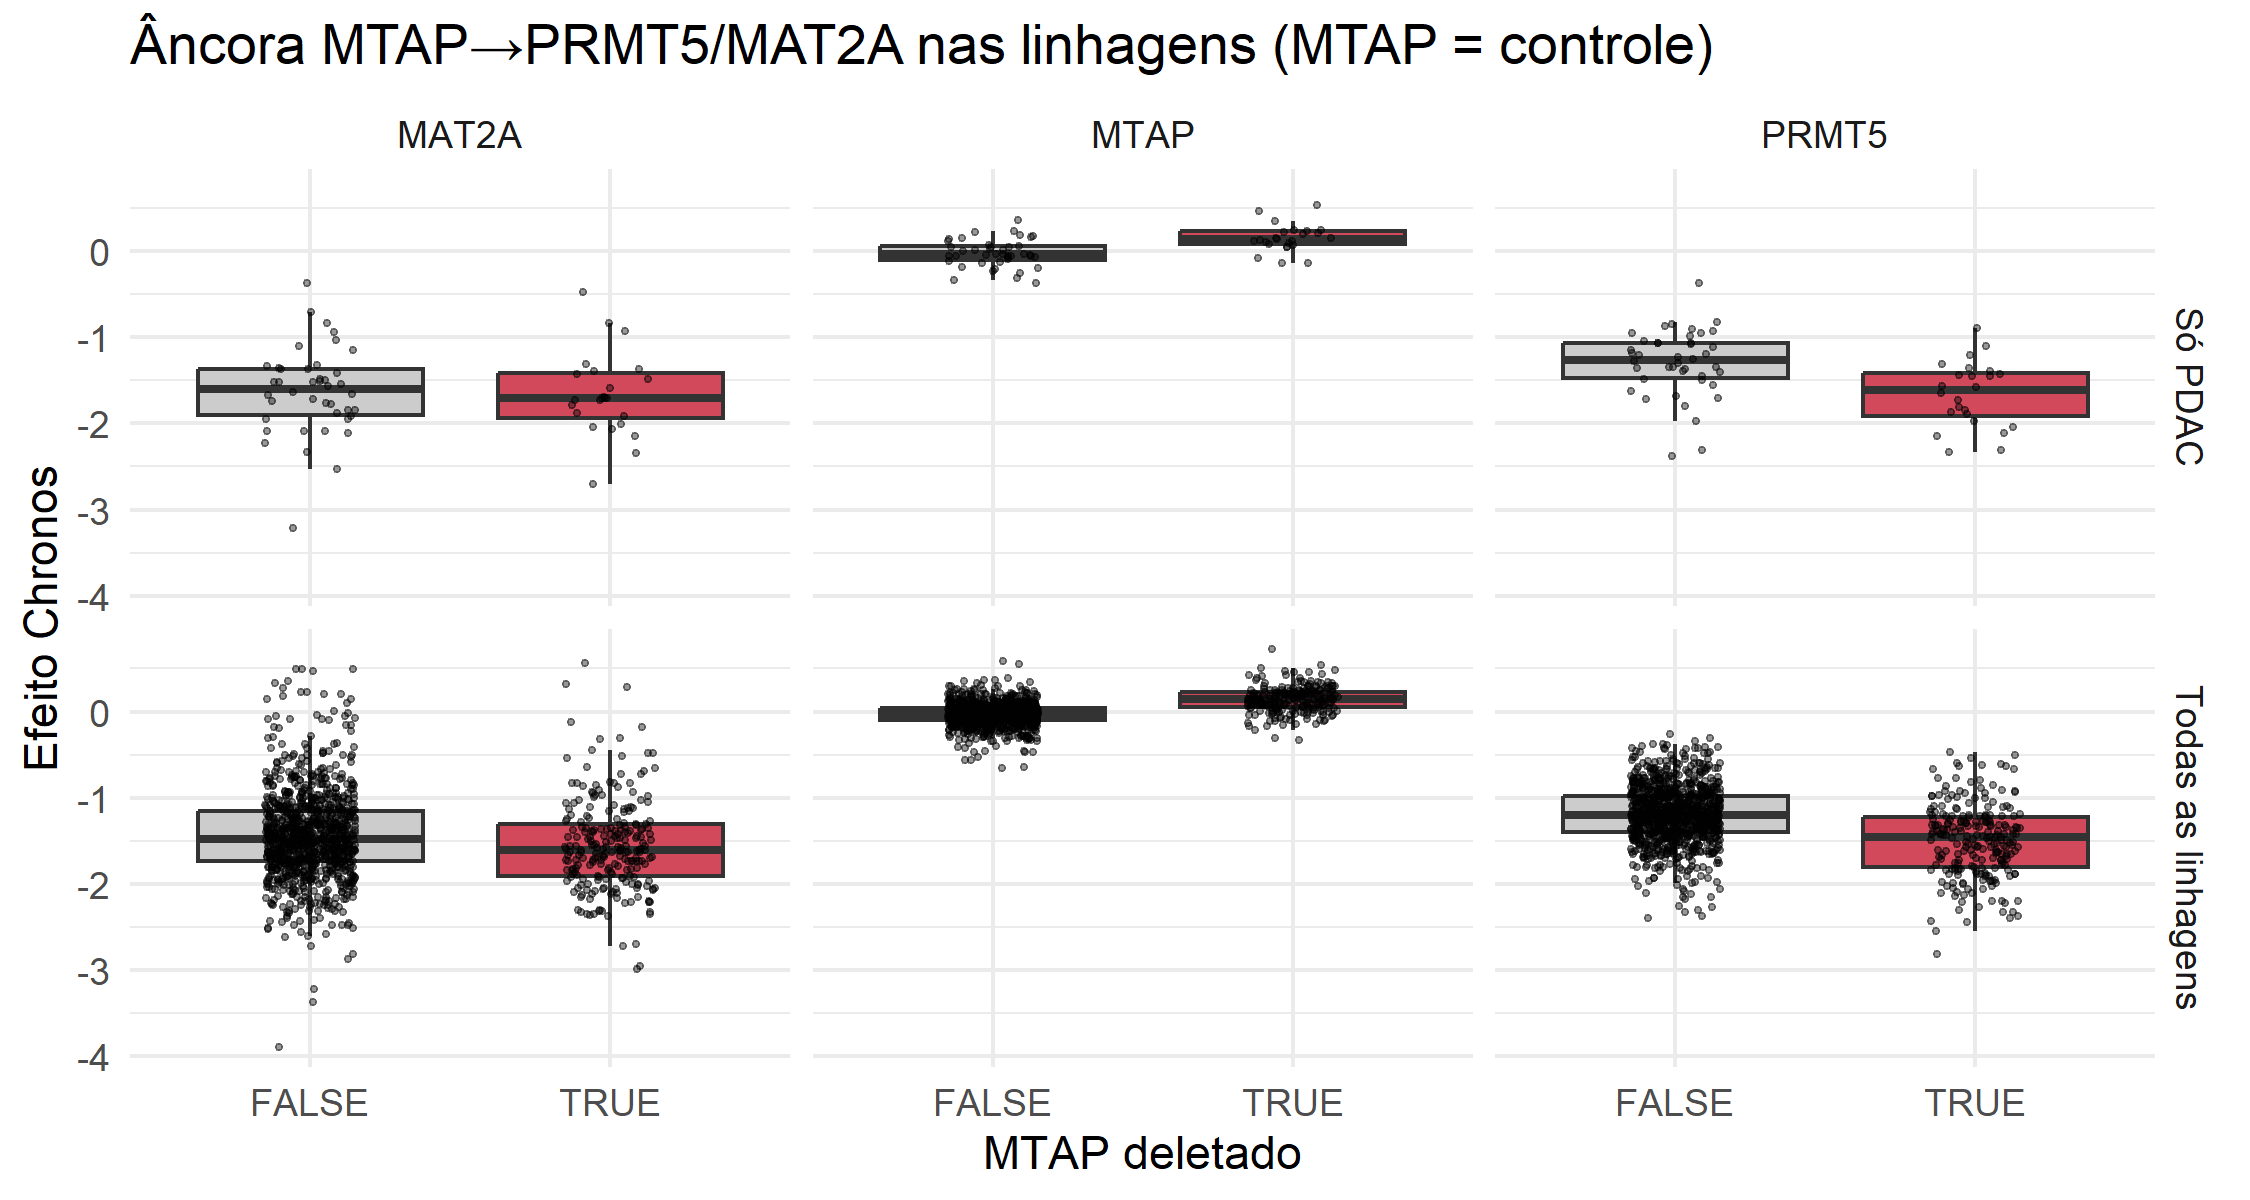 Âncora MTAP→PRMT5/MAT2A nas linhagens (MTAP = controle)
MAT2A
MTAP
PRMT5
Efeito Chronos
0
-1
-2
-3
-4
Só PDAC
0
-1
-2
-3
-4
Todas as linhagens
FALSE
TRUE
FALSE
TRUE
FALSE
TRUE
MTAP deletado